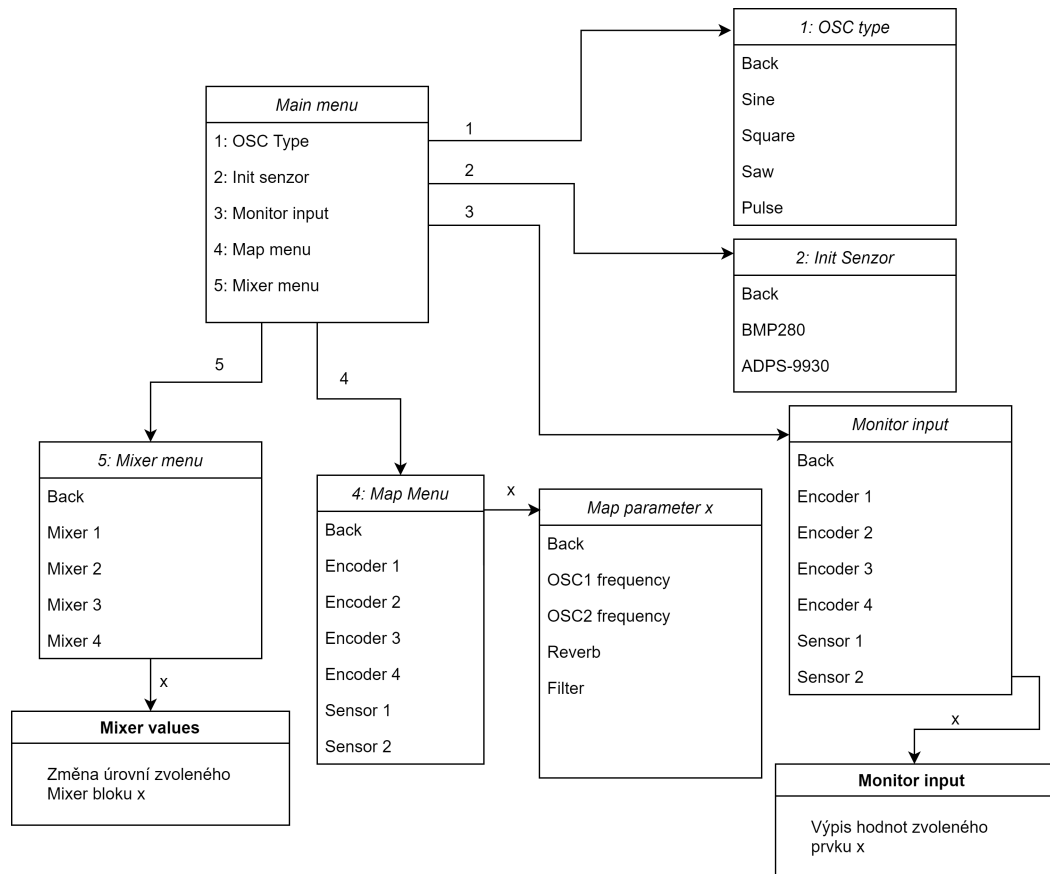 Main menu
1: OSC Type
2: Init senzor
3: Monitor input
4: Map menu
5: Mixer menu
1
2
3
5
4
1: OSC type
Back
Sine
Square
Saw
Pulse
2: Init Senzor
Back
BMP280
ADPS-9930
Monitor input
Back
Encoder 1
Encoder 2
Encoder 3
Encoder 4
Sensor 1
Sensor 2
x
Monitor input
Výpis hodnot zvoleného
prvku x
5: Mixer menu
Back
Mixer 1
Mixer 2
Mixer 3
Mixer 4
x
Mixer values
Změna úrovní zvoleného
Mixer bloku x
4: Map Menu
Back
Encoder 1
Encoder 2
Encoder 3
Encoder 4
Sensor 1
Sensor 2
x
Map parameter x
Back
OSC1 frequency
OSC2 frequency
Reverb
Filter